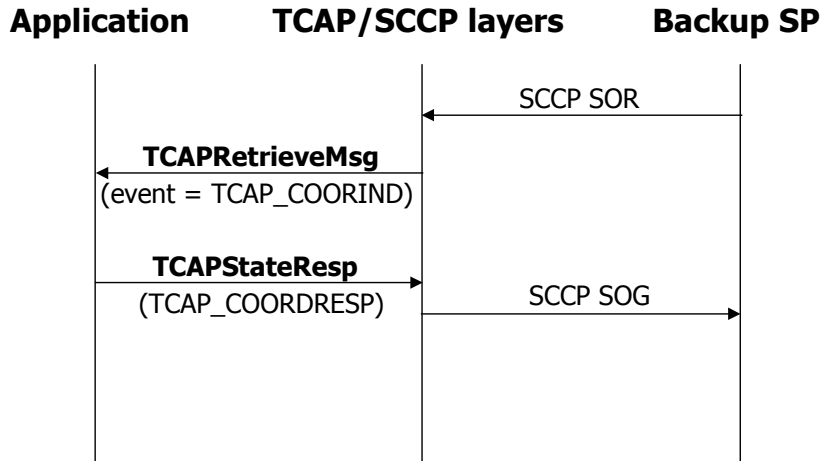 Application TCAP/SCCP layers Backup SP
SCCP SOR
TCAPRetrieveMsg
(event = TCAP_COORIND)
TCAPStateResp
(TCAP_COORDRESP)
SCCP SOG